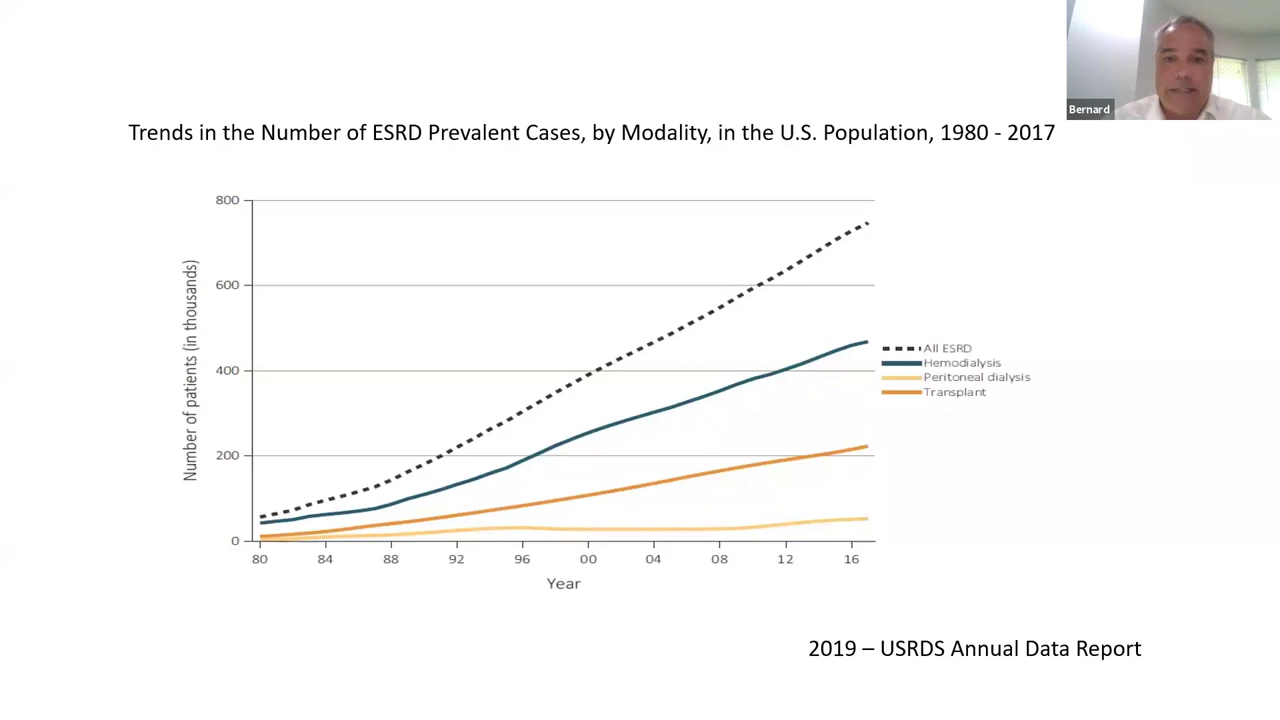 Bernard
Trends in the Number of ESRD Prevalent Cases, by Modality, in the U.S. Population, 1980 - 2017
Number of patients (in thousands)
800
600
400
200
0
80 84 88 92 96 00 04 08 12 16
Year
All ESRD
Hemodialysis
Peritoneal dialysis
Transplant
2019 – USRDS Annual Data Report